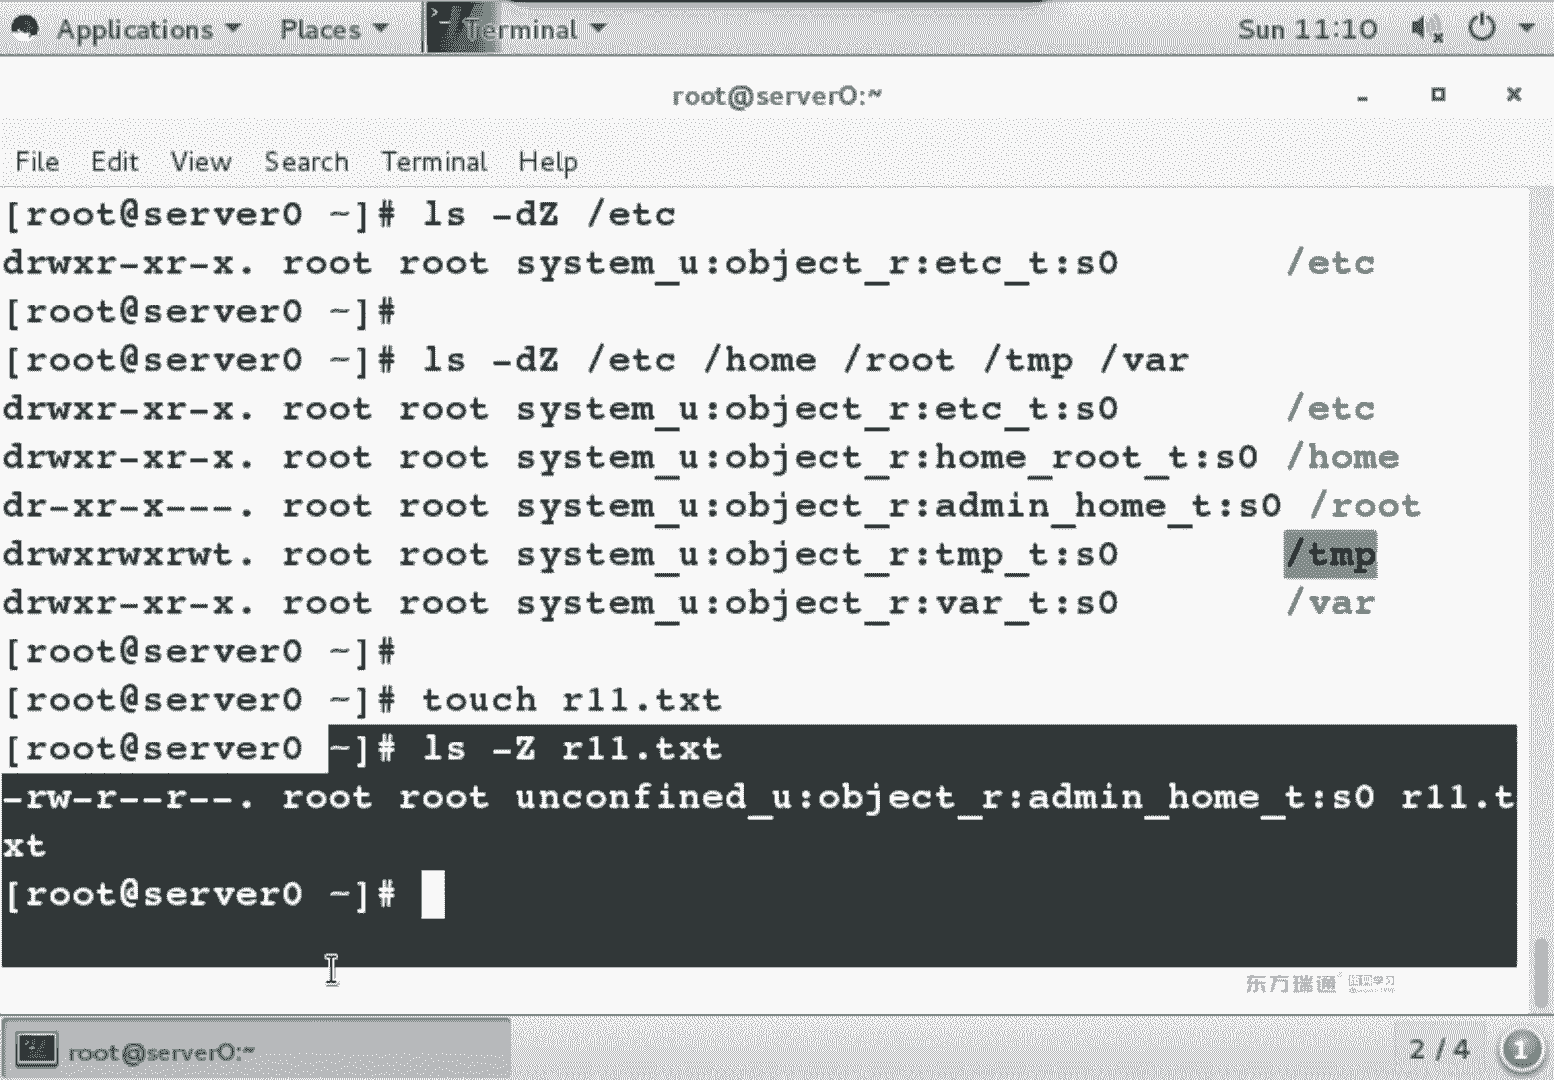 Applications Places Terminal Sun 11:10
root@server0:~
File Edit View Search Terminal Help
[root@server0 ~]# ls -dZ /etc
drwxr-xr-x. root root system_u:object_r:etc_t:s0 /etc
[root@server0 ~]#
[root@server0 ~]# ls -dZ /etc /home /root /tmp /var
drwxr-xr-x. root root system_u:object_r:etc_t:s0 /etc
drwxr-xr-x. root root system_u:object_r:home_root_t:s0 /home
dr-xr-x---. root root system_u:object_r:admin_home_t:s0 /root
drwxrwxrwt. root root system_u:object_r:tmp_t:s0 /tmp
drwxr-xr-x. root root system_u:object_r:var_t:s0 /var
[root@server0 ~]#
[root@server0 ~]# touch r11.txt
[root@server0 ~]# ls -Z r11.txt
-rw-r--r--. root root unconfined_u:object_r:admin_home_t:s0 r11.t
xt
[root@server0 ~]#
东方瑞通
root@server0:~ 2 / 4 1